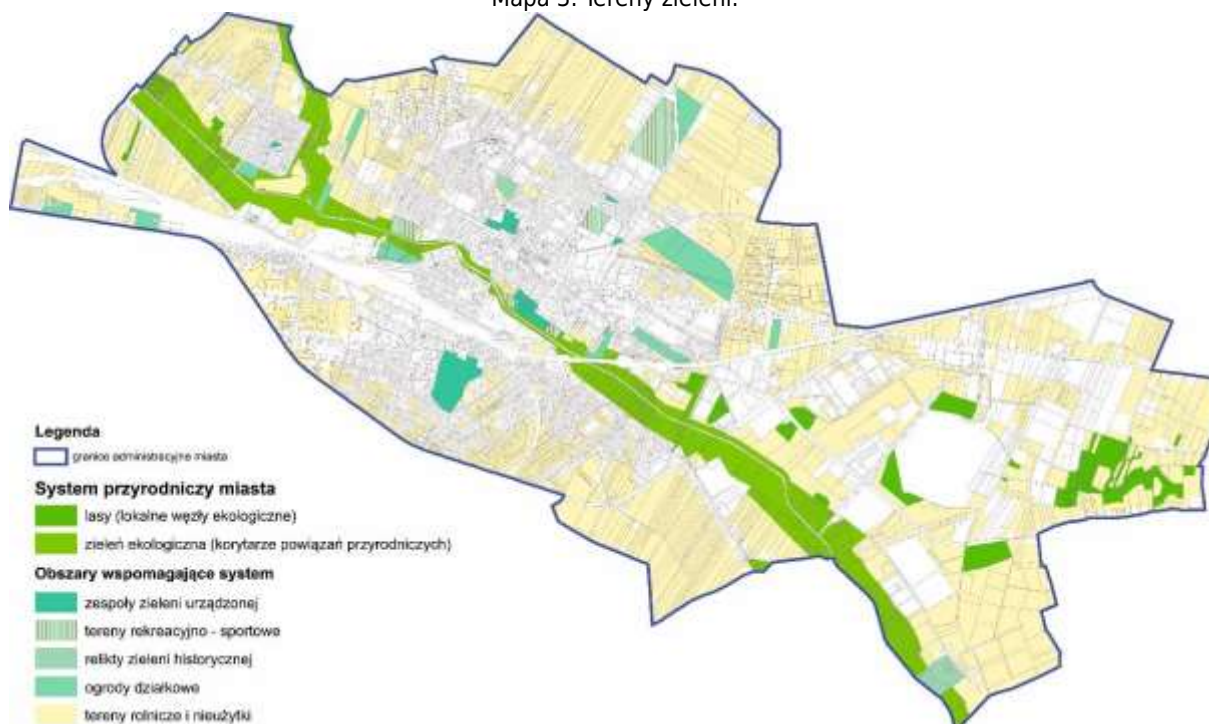 Mapa 3. Tereny zieleni.
Legenda
granice administracyjne miasta
System przyrodniczy miasta
lasy (lokalne węzły ekologiczne)
zieleń ekologiczna (korytarze powiązań przyrodniczych)
Obszary wspomagające system
zespoły zieleni urządzonej
tereny rekreacyjno - sportowe
relikty zieleni historycznej
ogrody działkowe
tereny rolnicze i nieużytki